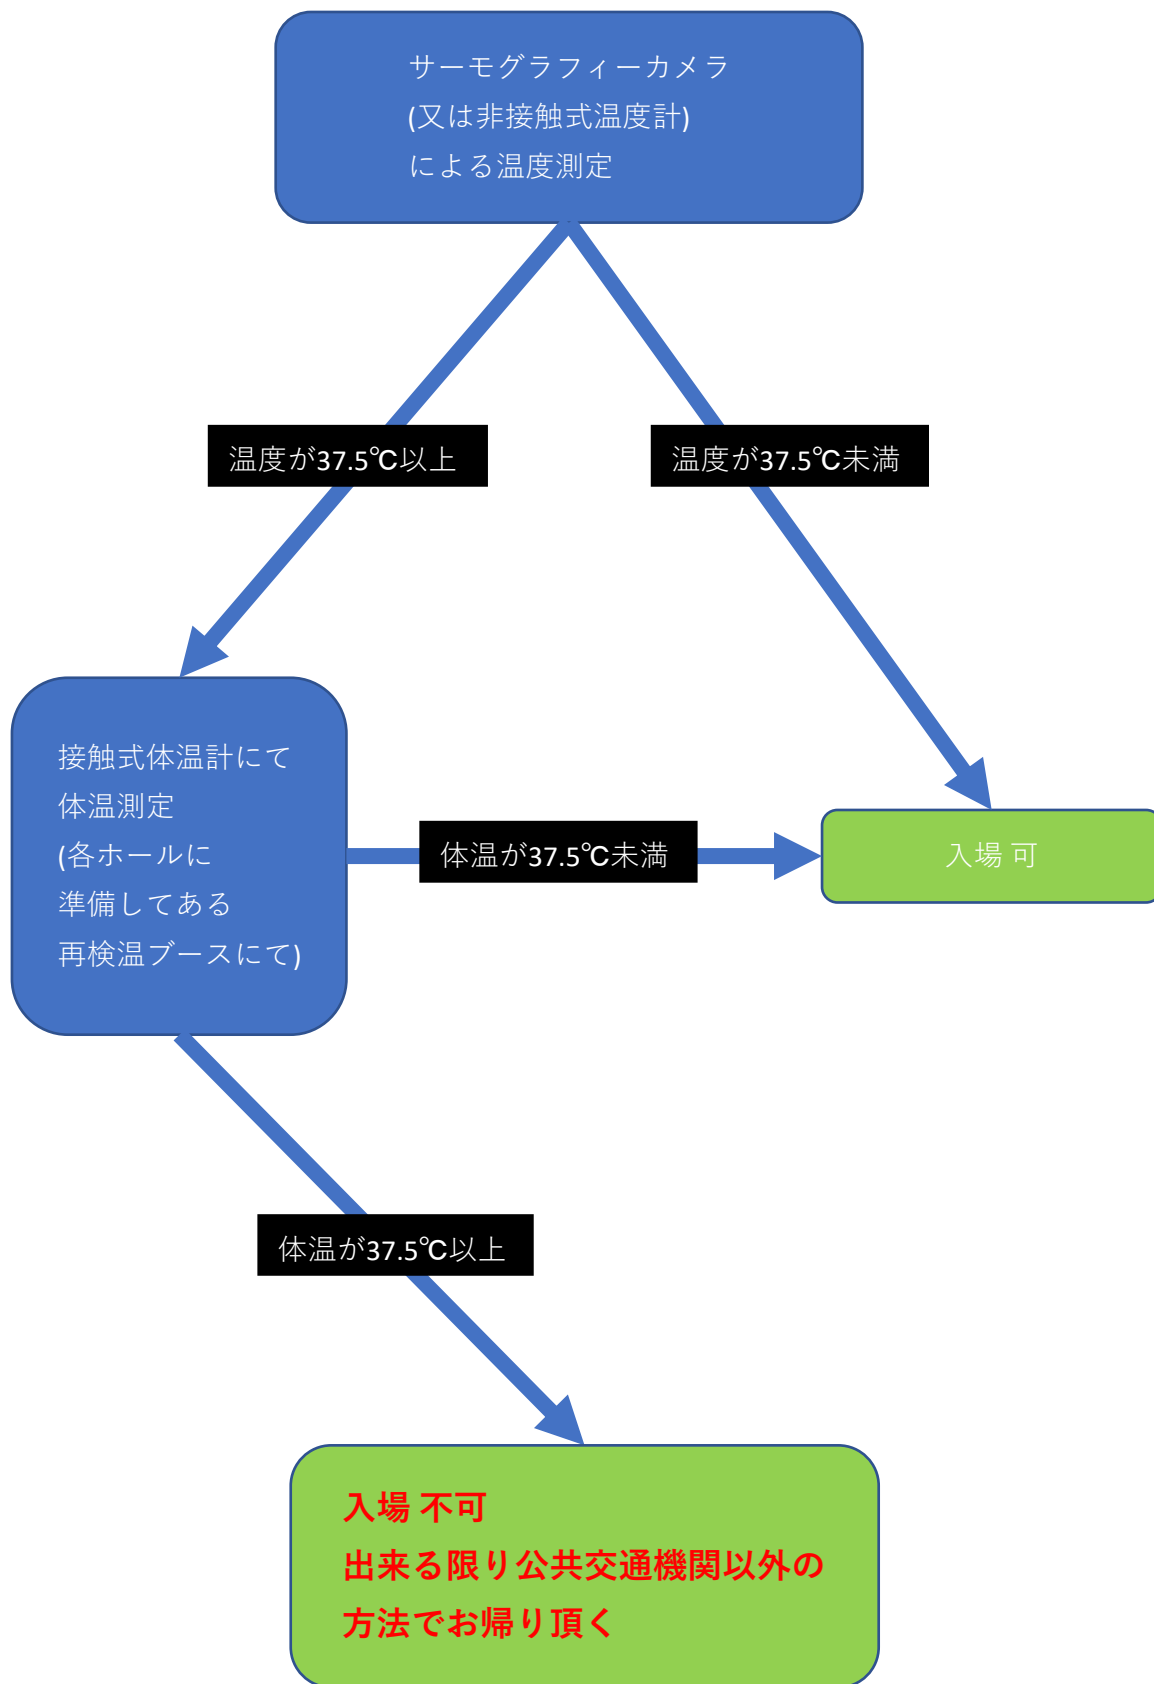 サーモグラフィーカメラ
(又は非接触式温度計)
による温度測定
温度が37.5℃以上
温度が37.5℃未満
接触式体温計にて
体温測定
(各ホールに
準備してある
再検温ブースにて)
体温が37.5℃未満
入場 可
体温が37.5℃以上
入場 不可
出来る限り公共交通機関以外の
方法でお帰り頂く